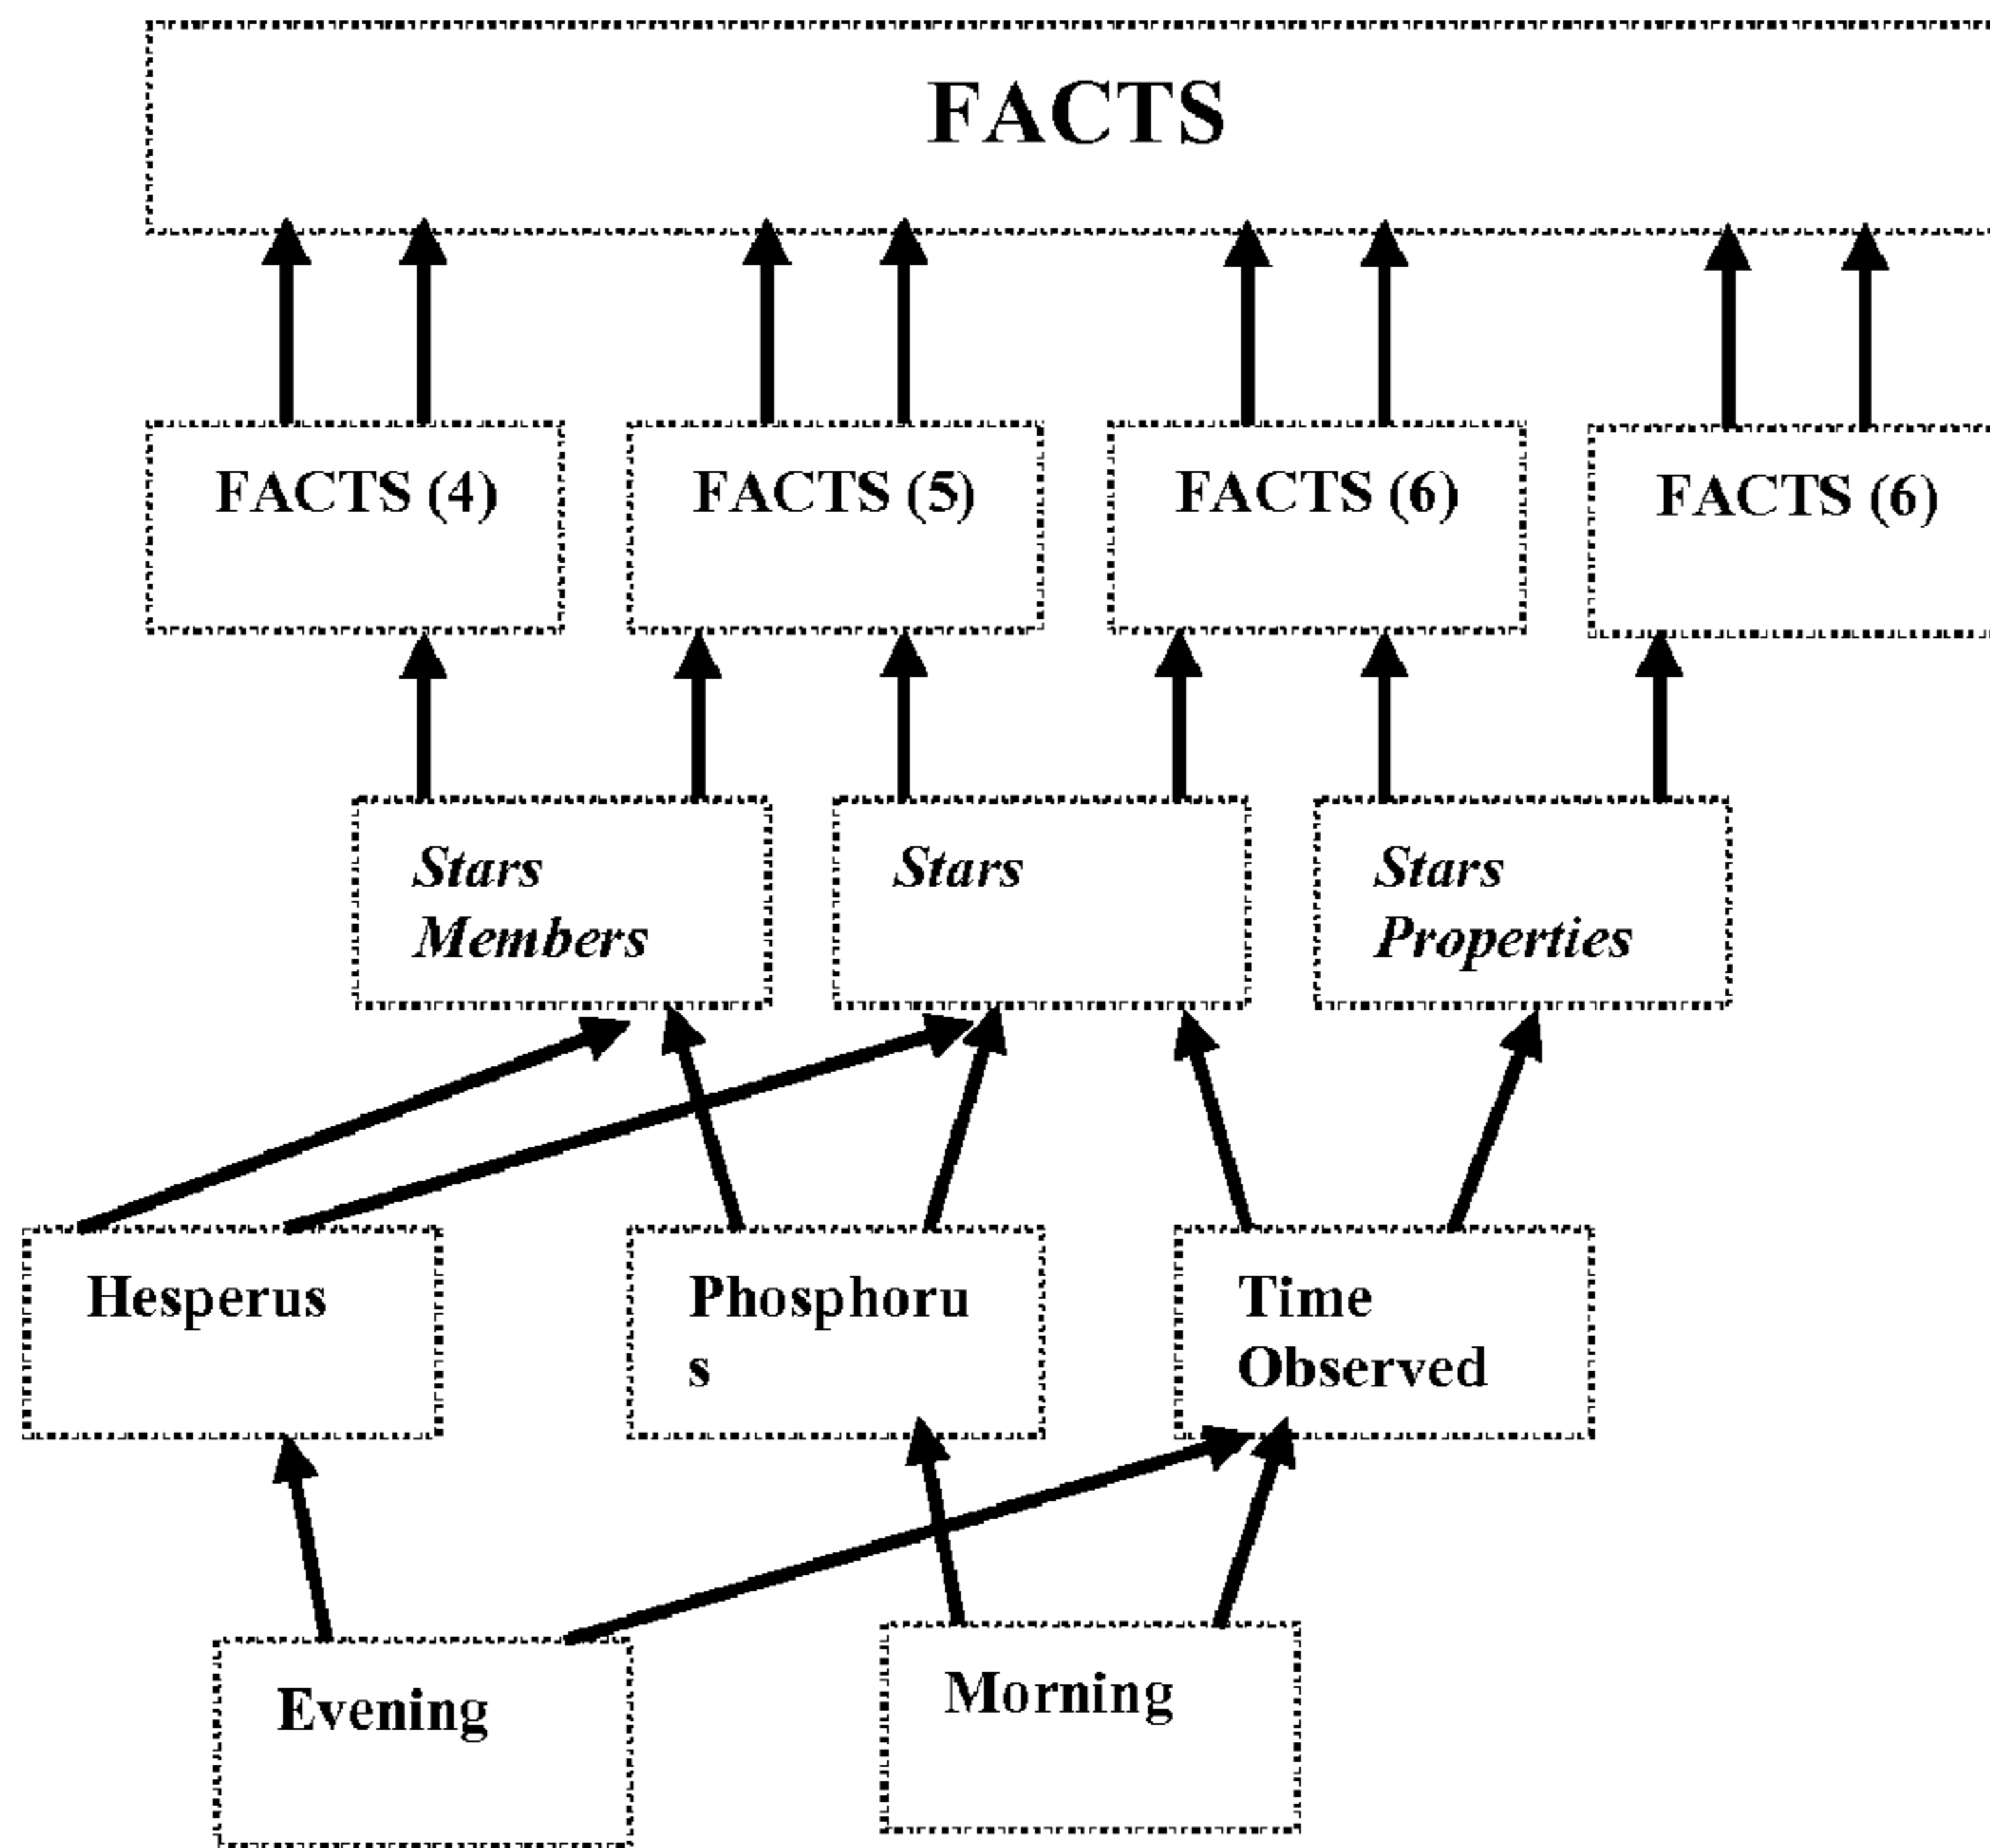 FACTS
FACTS (4)
FACTS (5)
FACTS (6)
FACTS (6)
Stars
Members
Stars
Stars
Properties
Hesperus
Phosphoru
s
Time
Observed
Evening
Morning